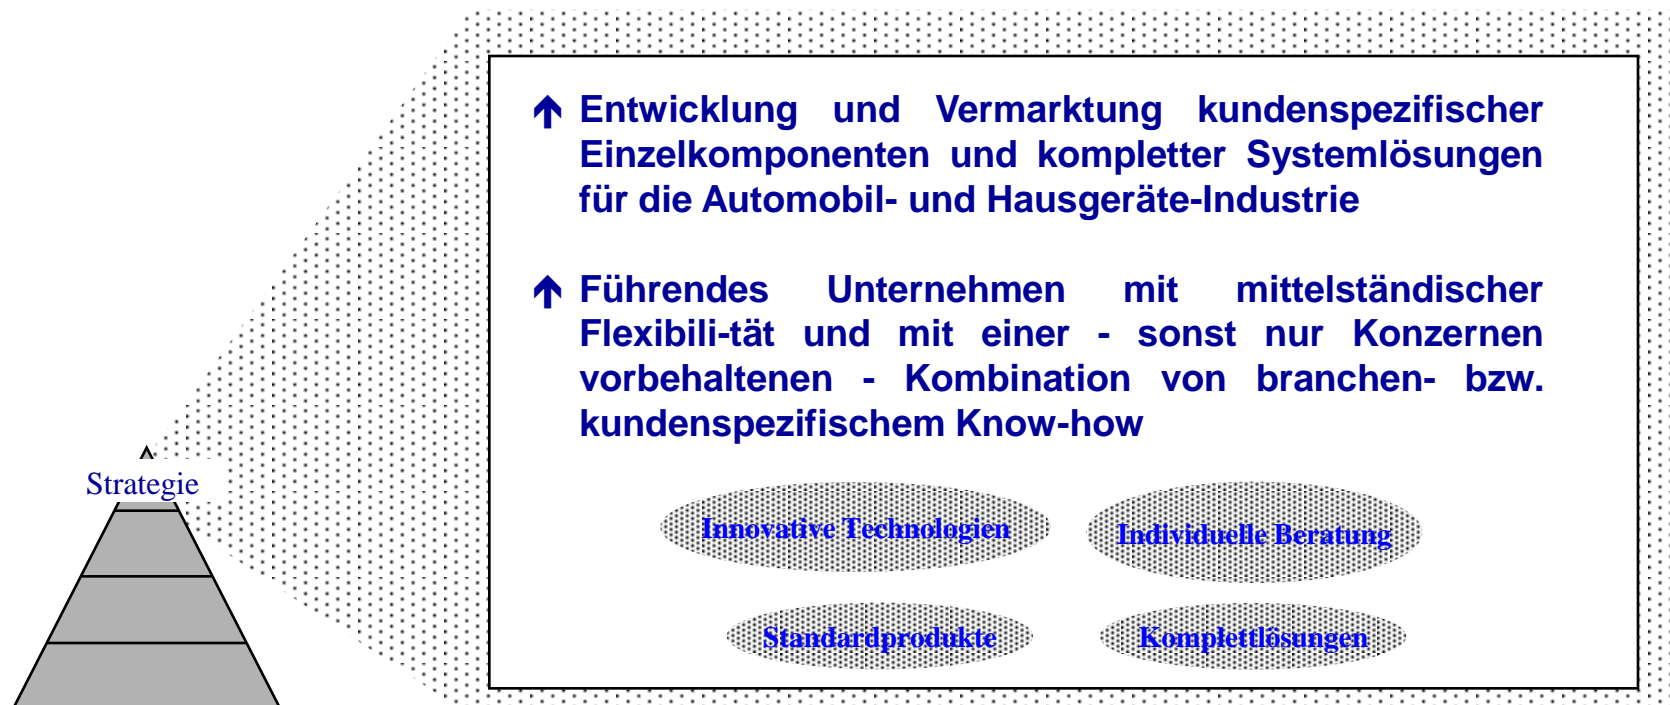 Entwicklung und Vermarktung kundenspezifischer
Einzelkomponenten und kompletter Systemlösungen
für die Automobil- und Hausgeräte-Industrie
Führendes Unternehmen mit mittelständischer
Flexibili-tät und mit einer - sonst nur Konzernen
vorbehaltenen - Kombination von branchen- bzw.
kundenspezifischem Know-how
Strategie
Innovative Technologien
Individuelle Beratung
Standardprodukte
Komplettlösungen